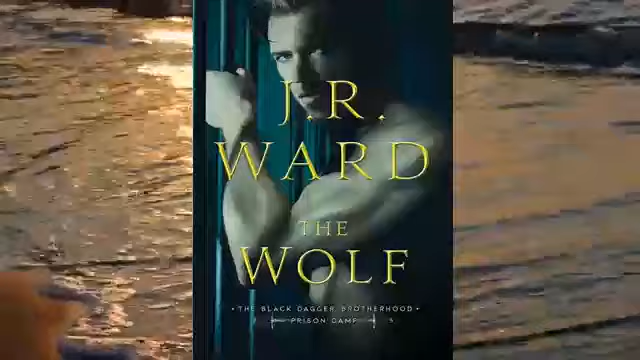 J.R.
WARD
THE
WOLF
• THE BLACK DAGGER BROTHERHOOD •
PRISON CAMP